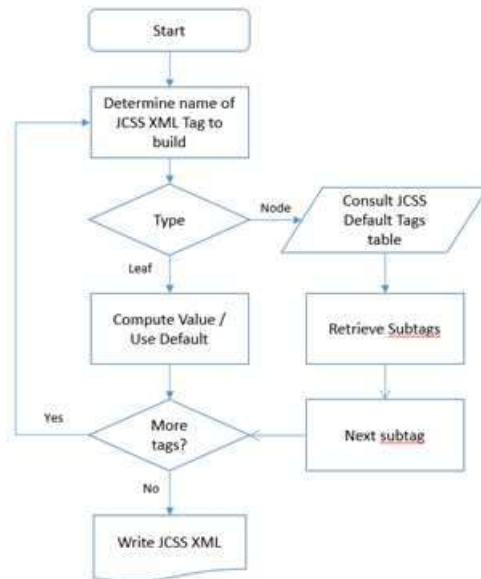 Start
Determine name of
JCSS XML Tag to
build
Type
Node
Consult JCSS
Default Tags
table
Leaf
Compute Value /
Use Default
Retrieve Subtags
Yes
More
tags?
Next subtag
No
Write JCSS XML